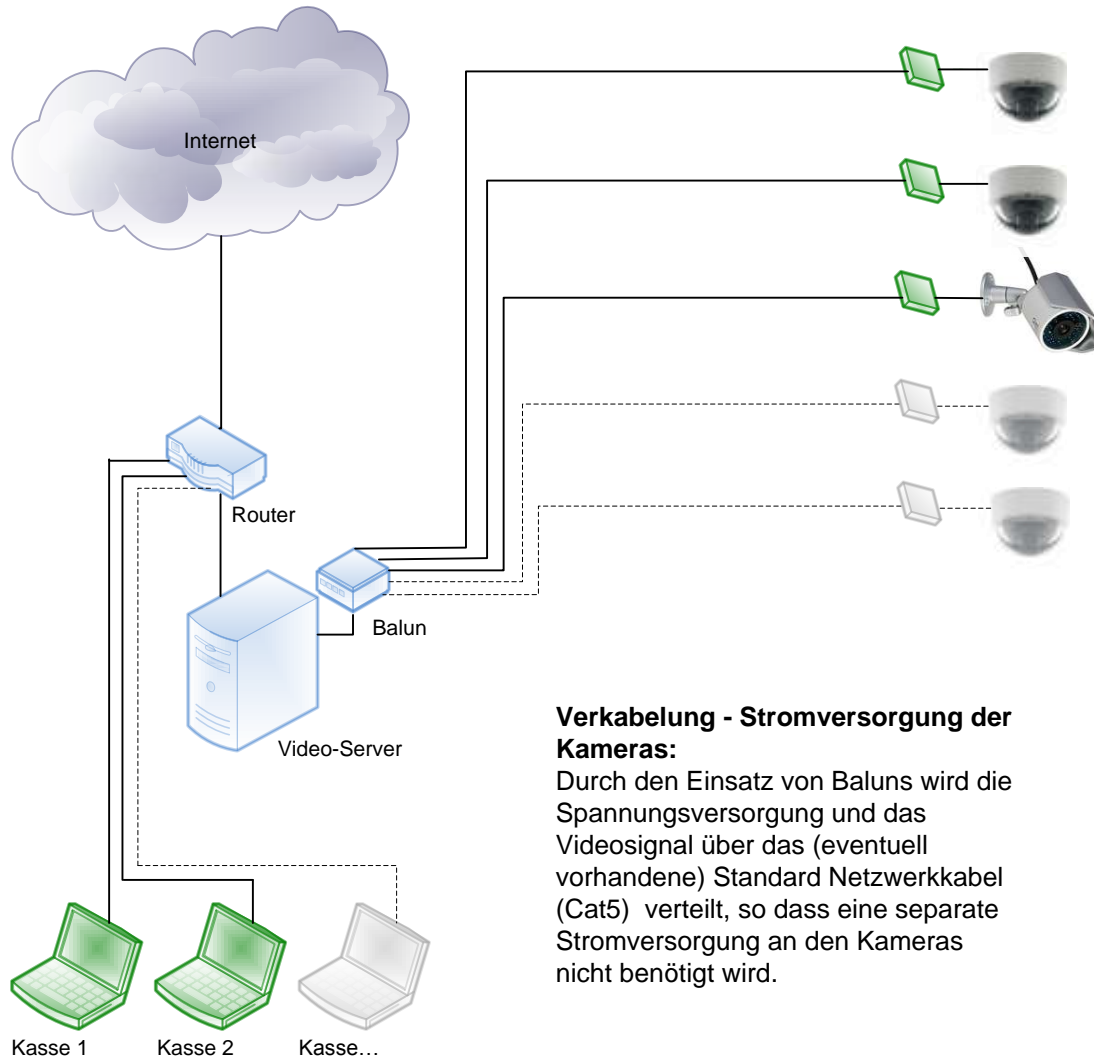 Internet
Router
Balun
Video-Server
Verkabelung - Stromversorgung der
Kameras:
Durch den Einsatz von Baluns wird die
Spannungsversorgung und das
Videosignal über das (eventuell
vorhandene) Standard Netzwerkkabel
(Cat5)  verteilt, so dass eine separate
Stromversorgung an den Kameras
nicht benötigt wird.
Kasse 1
Kasse 2
Kasse…